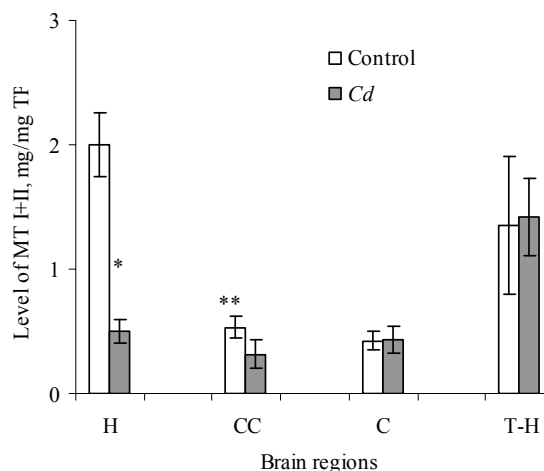 3
2
1
0
Level of MT I+II, mg/mg TF
Control
Cd
*
**
H CC C T-H
Brain regions